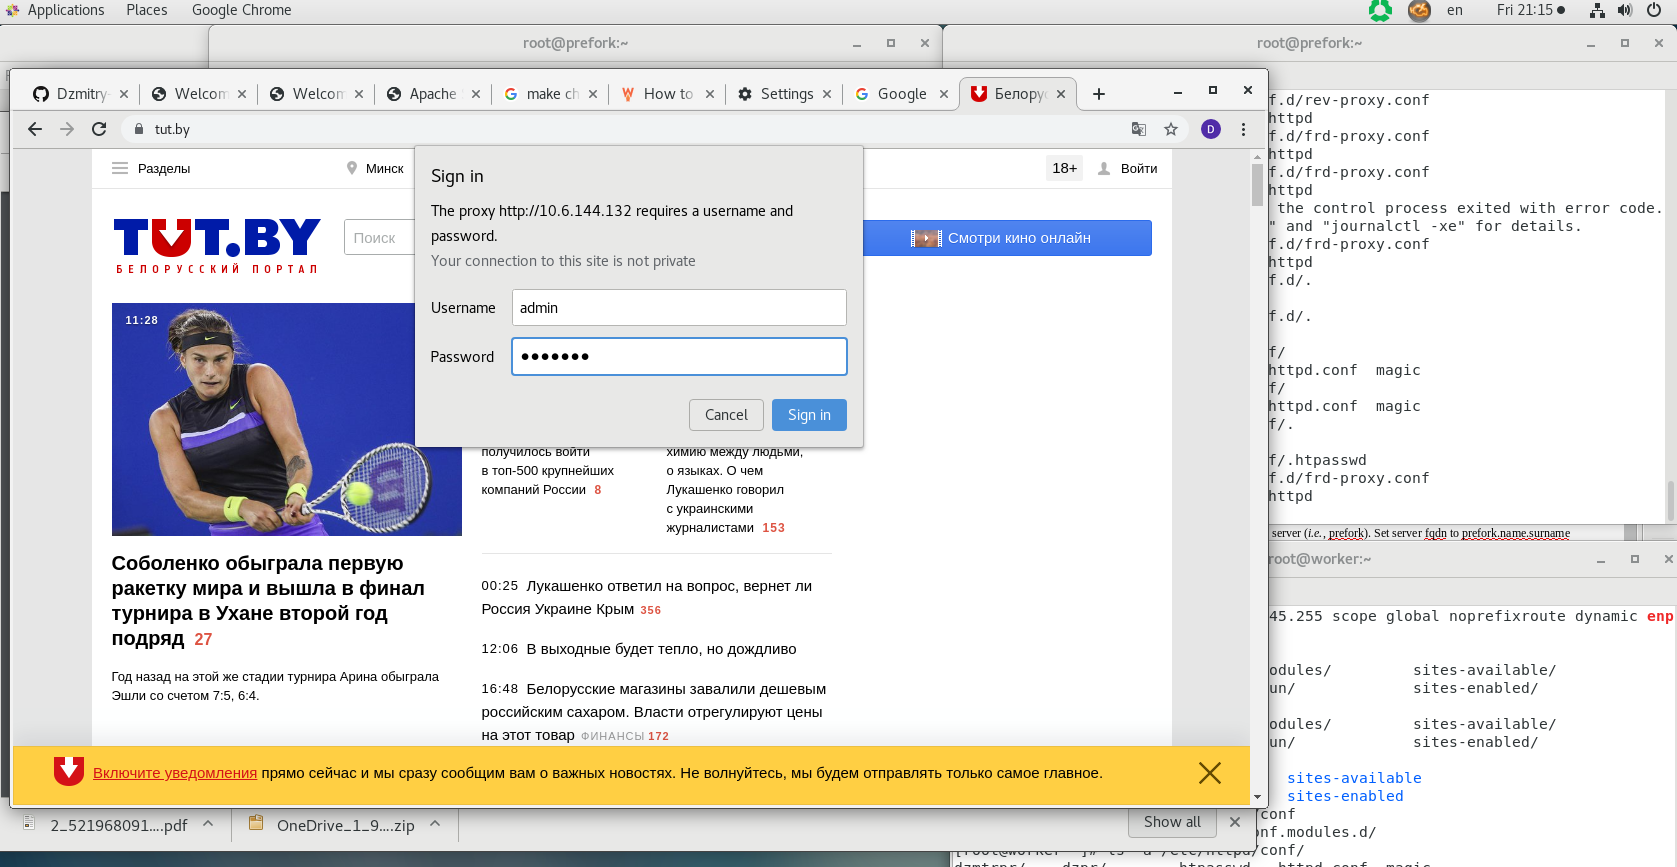 Applications Places Google Chrome
en Fri 21:15
root@prefork:~
root@prefork:~
Dzmitry Welcom Welcom Apache make ch How to Settings Google Белорус
tut.by
D
Разделы Минск
18+ Войти
Sign in
The proxy http://10.6.144.132 requires a username and
password.
Your connection to this site is not private
Username admin
Password •••••••
Cancel Sign in
TUT.BY
БЕЛОРУССКИЙ ПОРТАЛ
Поиск
Смотри кино онлайн
11:28
Соболенко обыграла первую
ракетку мира и вышла в финал
турнира в Ухане второй год
подряд 27
Год назад на этой же стадии турнира Арина обыграла
Эшли со счетом 7:5, 6:4.
получилось войти
в топ-500 крупнейших
компаний России 8
химию между людьми,
о языках. О чем
Лукашенко говорил
с украинскими
журналистами 153
00:25 Лукашенко ответил на вопрос, вернет ли
Россия Украине Крым 356
12:06 В выходные будет тепло, но дождливо
16:48 Белорусские магазины завалили дешевым
российским сахаром. Власти отрегулируют цены
на этот товар ФИНАНСЫ 172
Включите уведомления прямо сейчас и мы сразу сообщим вам о важных новостях. Не волнуйтесь, мы будем отправлять только самое главное.
2_521968091....pdf OneDrive_1_9....zip Show all
f.d/rev-proxy.conf
httpd
f.d/frd-proxy.conf
httpd
f.d/frd-proxy.conf
httpd
the control process exited with error code.
" and "journalctl -xe" for details.
f.d/frd-proxy.conf
httpd
f.d/.
f.d/.
f/
httpd.conf magic
f/
httpd.conf magic
f/.
f/.htpasswd
f.d/frd-proxy.conf
httpd
server (i.e., prefork). Set server fqdn to prefork.name.surname
root@worker:~
45.255 scope global noprefixroute dynamic enp
odules/ sites-available/
un/ sites-enabled/
odules/ sites-available/
un/ sites-enabled/
sites-available
sites-enabled
/conf
onf.modules.d/